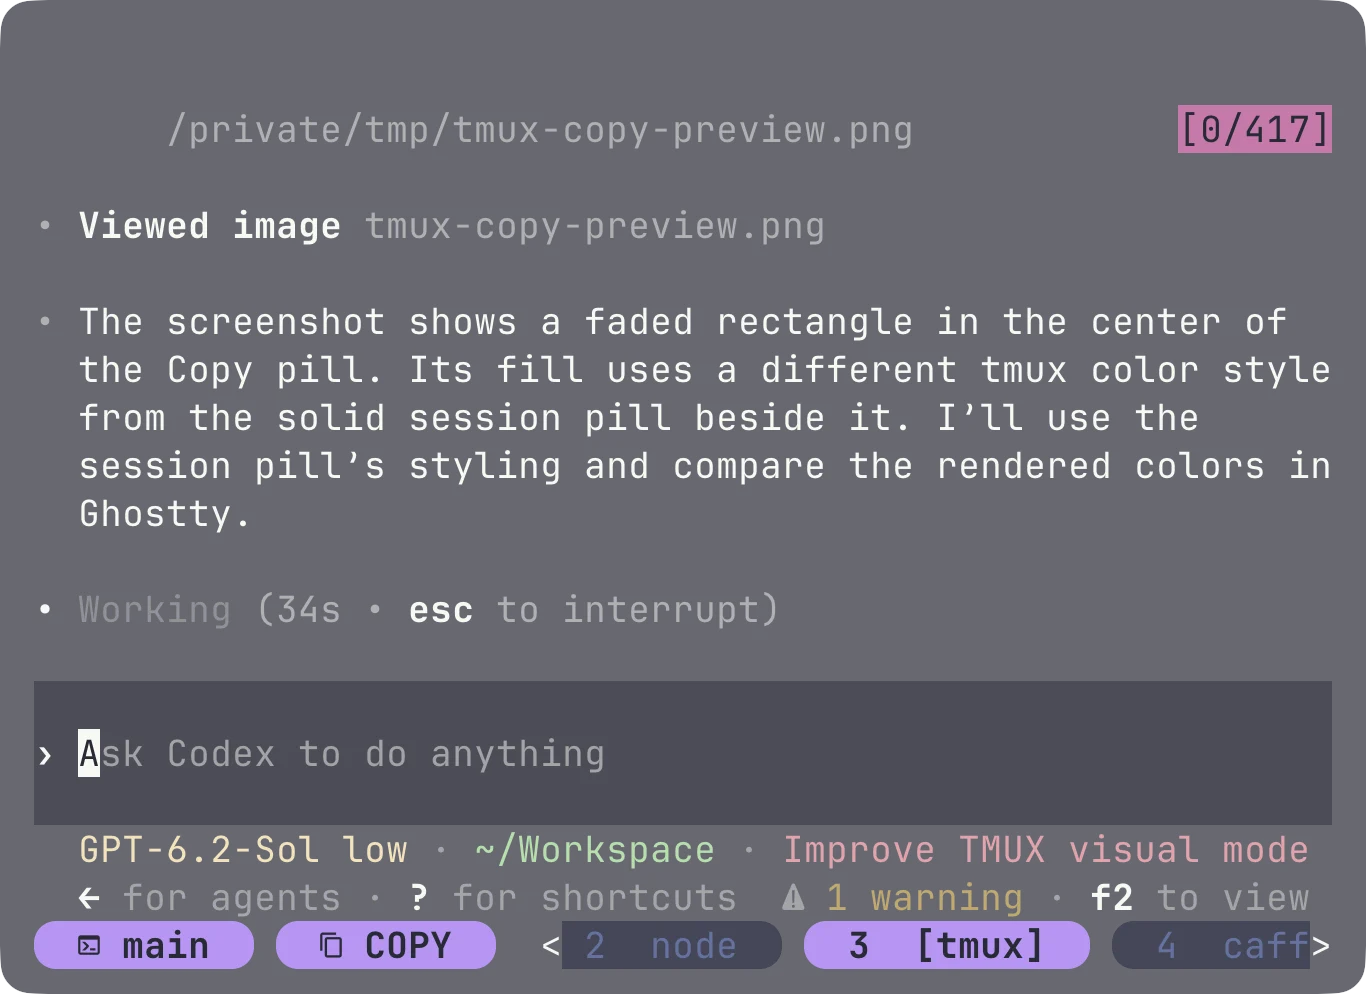 /private/tmp/tmux-copy-preview.png [0/417]
• Viewed image tmux-copy-preview.png
• The screenshot shows a faded rectangle in the center of
the Copy pill. Its fill uses a different tmux color style
from the solid session pill beside it. I’ll use the
session pill’s styling and compare the rendered colors in
Ghostty.
• Working (34s • esc to interrupt)
› Ask Codex to do anything
GPT-6.2-Sol low · ~/Workspace · Improve TMUX visual mode
← for agents · ? for shortcuts ⚠ 1 warning · f2 to view
main COPY < 2 node 3 [tmux] 4 caff >